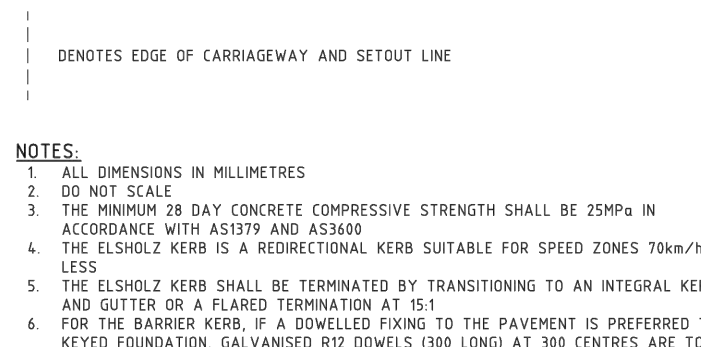 DENOTES EDGE OF CARRIAGEWAY AND SETOUT LINE
NOTES:
1. ALL DIMENSIONS IN MILLIMETRES
2. DO NOT SCALE
3. THE MINIMUM 28 DAY CONCRETE COMPRESSIVE STRENGTH SHALL BE 25MPa IN
ACCORDANCE WITH AS1379 AND AS3600
4. THE ELSHOLZ KERB IS A REDIRECTIONAL KERB SUITABLE FOR SPEED ZONES 70km/h
LESS
5. THE ELSHOLZ KERB SHALL BE TERMINATED BY TRANSITIONING TO AN INTEGRAL
AND GUTTER OR A FLARED TERMINATION AT 15:1
6. FOR THE BARRIER KERB, IF A DOWELLED FIXING TO THE PAVEMENT IS PREFERRED
KEYED FOUNDATION, GALVANISED R12 DOWELS (300 LONG) AT 300 CENTRES ARE TO